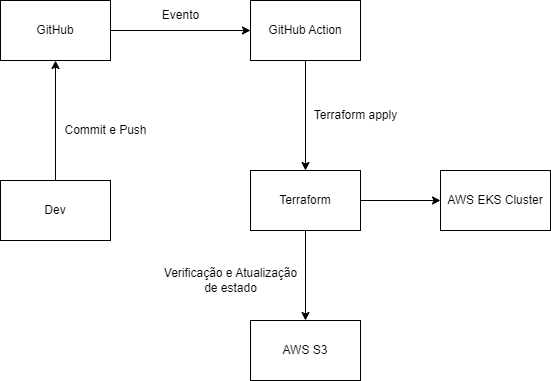 GitHub
Evento
GitHub Action
Commit e Push
Terraform apply
Dev
Terraform
AWS EKS Cluster
Verificação e Atualização
de estado
AWS S3